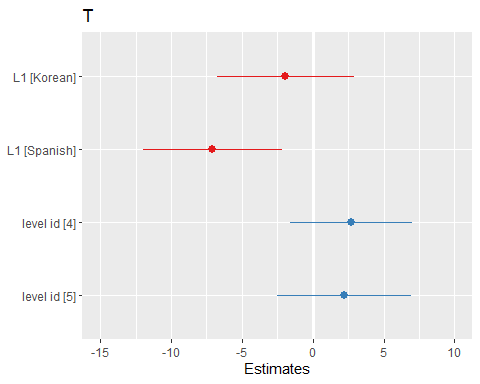 T
L1 [Korean]
L1 [Spanish]
level id [4]
level id [5]
-15 -10 -5 0 5 10
Estimates